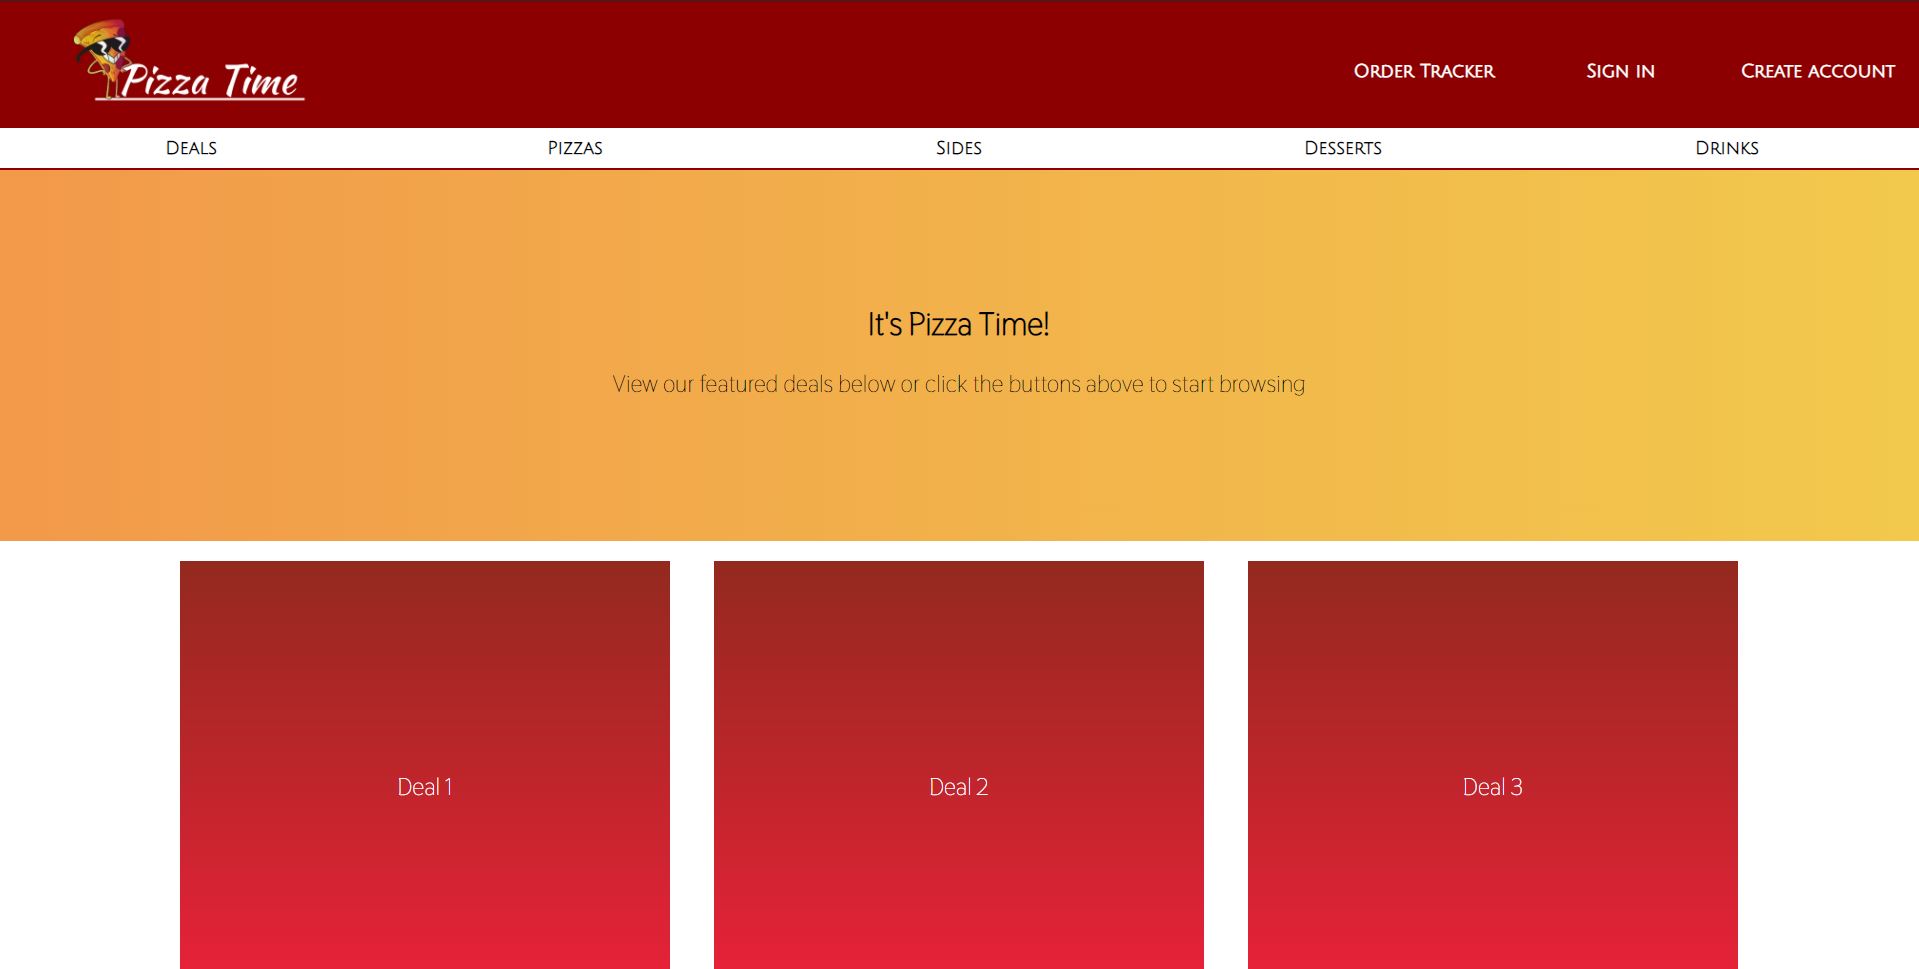 Pizza Time
Order Tracker
Sign in
Create account
Deals
Pizzas
Sides
Desserts
Drinks
It's Pizza Time!
View our featured deals below or click the buttons above to start browsing
Deal 1
Deal 2
Deal 3